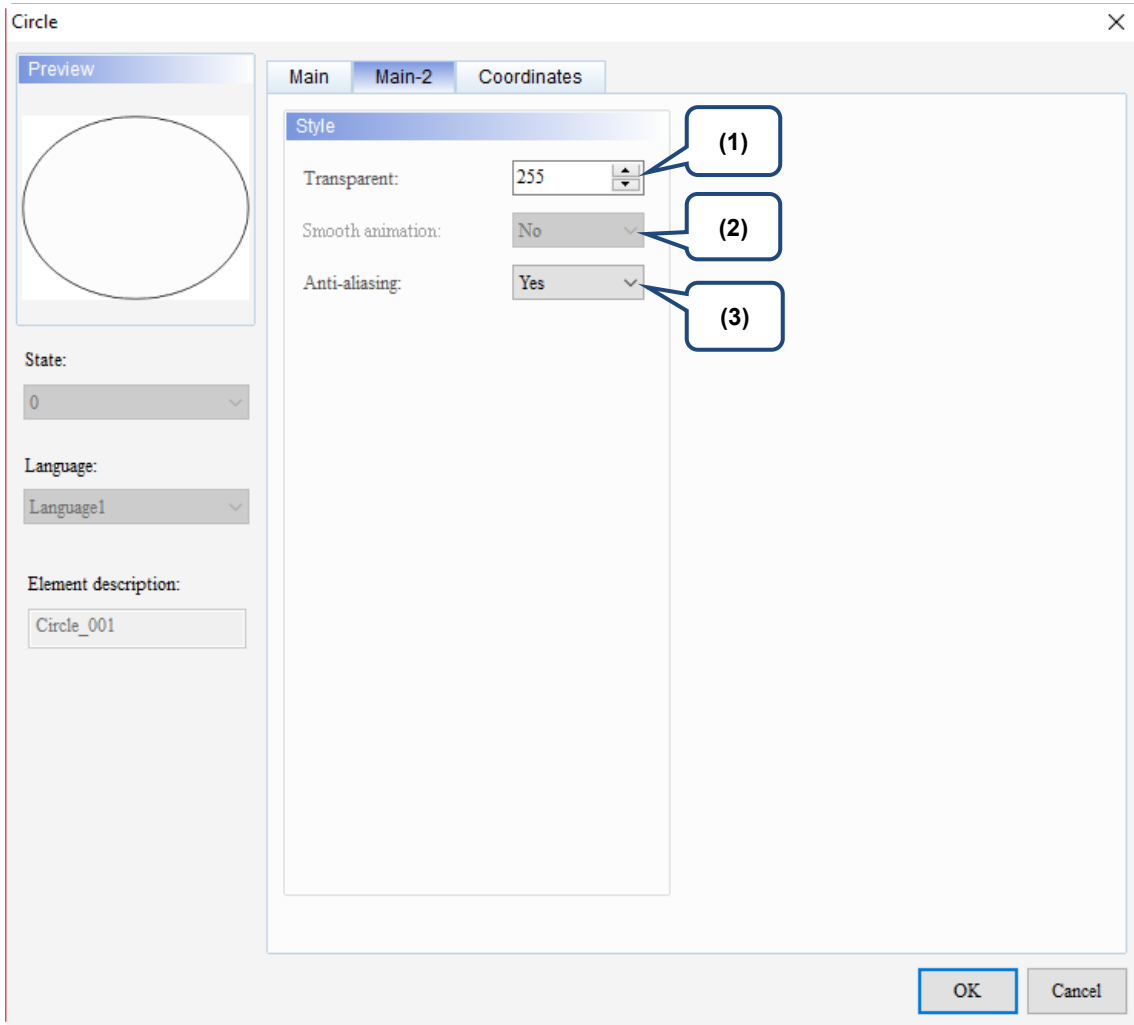 Circle
Preview
Main Main-2 Coordinates
Style
(1)
Transparent: 255
Smooth animation: No
(2)
Anti-aliasing: Yes
(3)
State:
0
Language:
Language1
Element description:
Circle_001
OK Cancel